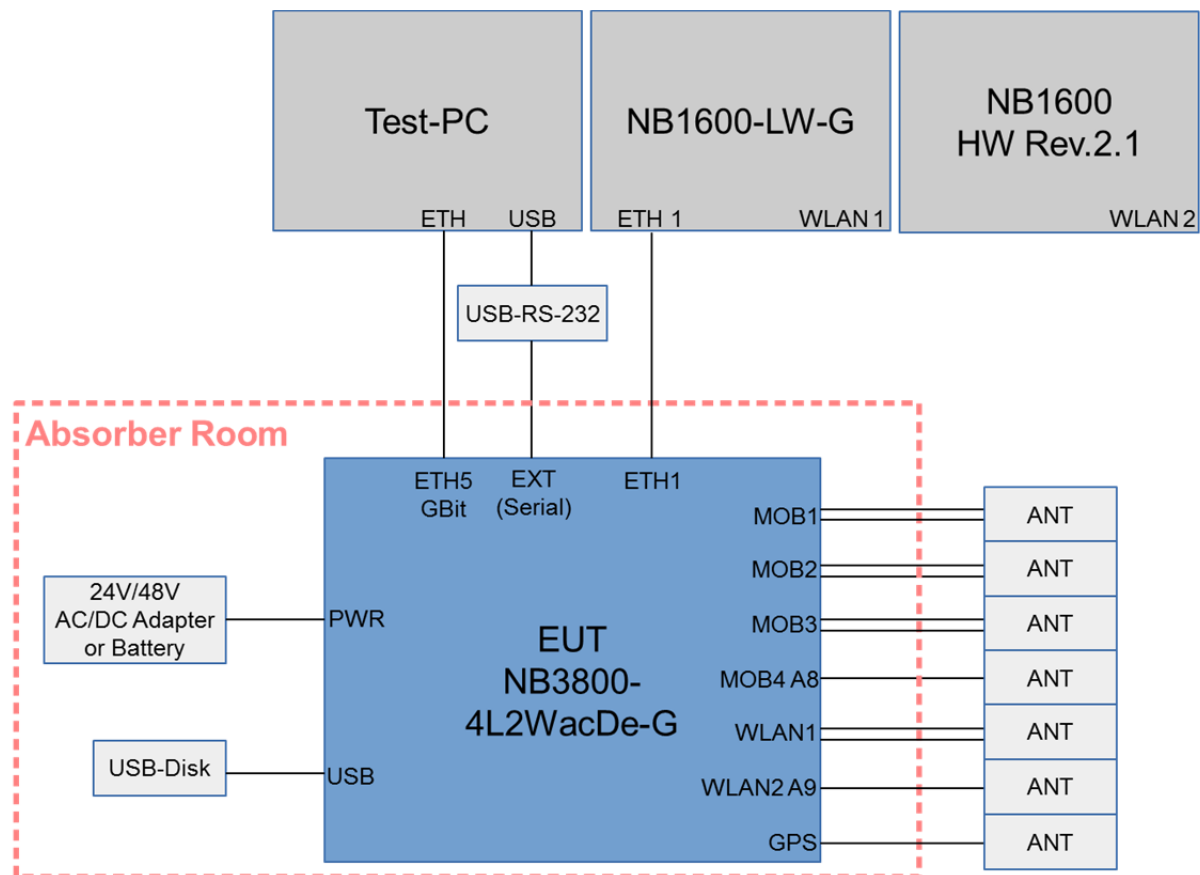 Test-PC
ETH
USB
NB1600-LW-G
ETH 1
WLAN 1
NB1600
HW Rev.2.1
WLAN 2
USB-RS-232
Absorber Room
ETH5
GBit
EXT
(Serial)
ETH1
24V/48V
AC/DC Adapter
or Battery
PWR
USB-Disk
USB
EUT
NB3800-
4L2WacDe-G
MOB1
ANT
MOB2
ANT
MOB3
ANT
MOB4 A8
ANT
WLAN1
ANT
WLAN2 A9
ANT
GPS
ANT